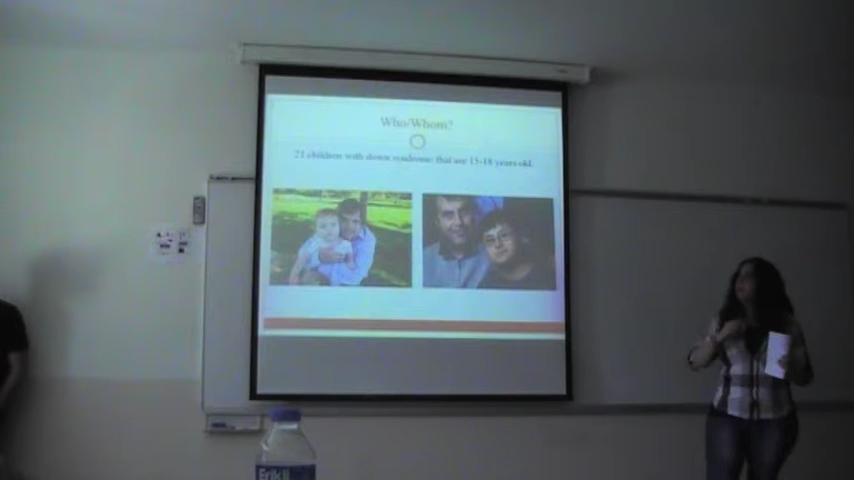 Who/Whom?
21 children with down syndrome that are 15-18 years old.
Erikli